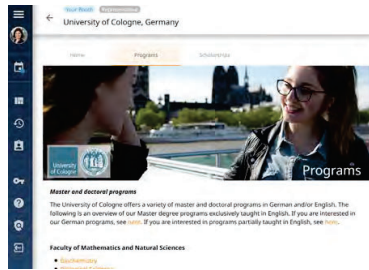 Your Booth Representative
University of Cologne, Germany
Home Programs Scholarships
University
of Cologne
Programs
Master and doctoral programs
The University of Cologne offers a variety of master and doctoral programs in German and/or English. The
following is an overview of our Master degree programs exclusively taught in English. If you are interested in
our German programs, see here. If you are interested in programs partially taught in English, see here.
Faculty of Mathematics and Natural Sciences
Biochemistry